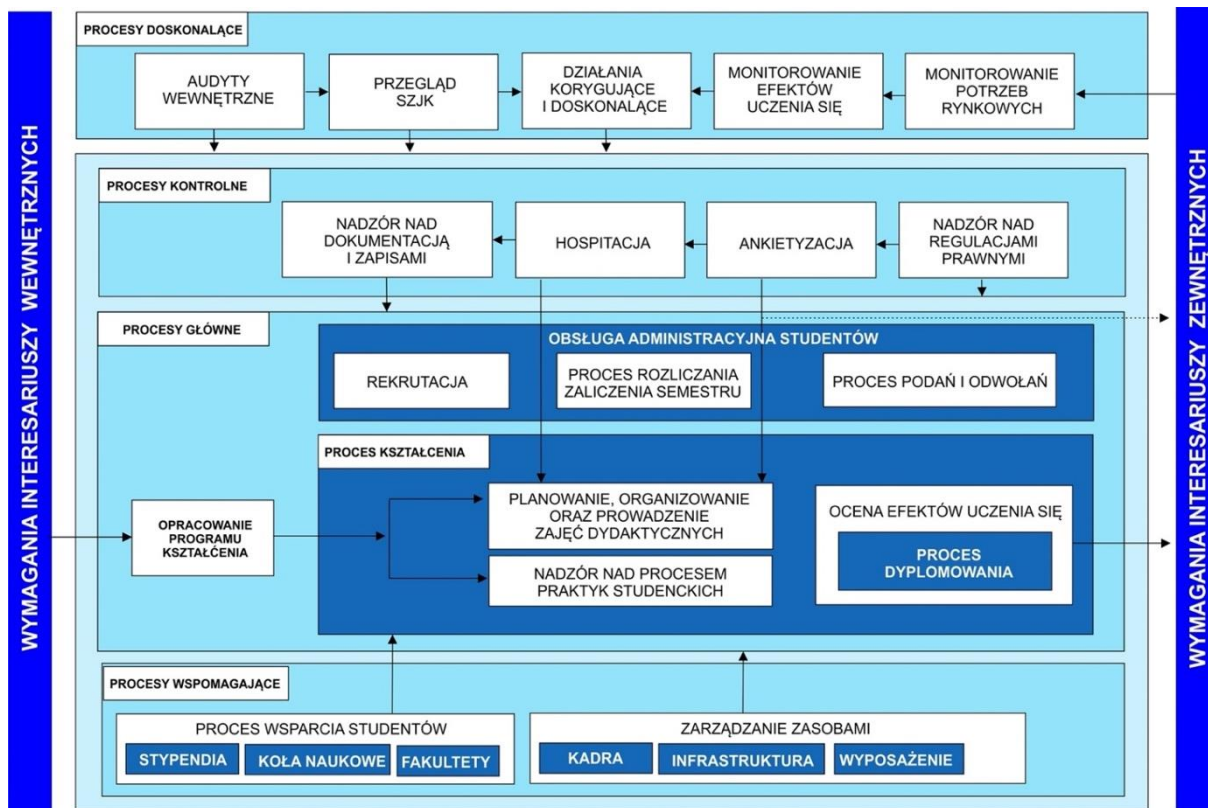 WYMAGANIA INTERESARIUSZY WEWNĘTRZNYCH
PROCESY DOSKONALĄCE
AUDYTY
WEWNĘTRZNE
PRZEGLĄD
SZJK
DZIAŁANIA
KORYGUJĄCE
I DOSKONALĄCE
MONITOROWANIE
EFEKTÓW
UCZENIA SIĘ
MONITOROWANIE
POTRZEB
RYNKOWYCH
PROCESY KONTROLNE
NADZÓR NAD
DOKUMENTACJĄ
I ZAPISAMI
HOSPITACJA
ANKIETYZACJA
NADZÓR NAD
REGULACJAMI
PRAWNYMI
PROCESY GŁÓWNE
OBSŁUGA ADMINISTRACYJNA STUDENTÓW
REKRUTACJA
PROCES ROZLICZANIA
ZALICZENIA SEMESTRU
PROCES PODAŃ I ODWOŁAŃ
PROCES KSZTAŁCENIA
OPRACOWANIE
PROGRAMU
KSZTAŁĆENIA
PLANOWANIE, ORGANIZOWANIE
ORAZ PROWADZENIE
ZAJĘĆ DYDAKTYCZNYCH
NADZÓR NAD PROCESEM
PRAKTYK STUDENCKICH
OCENA EFEKTÓW UCZENIA SIĘ
PROCES
DYPLOMOWANIA
PROCESY WSPOMAGAJĄCE
PROCES WSPARCIA STUDENTÓW
STYPENDIA
KOŁA NAUKOWE
FAKULTETY
ZARZĄDZANIE ZASOBAMI
KADRA
INFRASTRUKTURA
WYPOSAŻENIE
WYMAGANIA INTERESARIUSZY ZEWNĘTRZNYCH